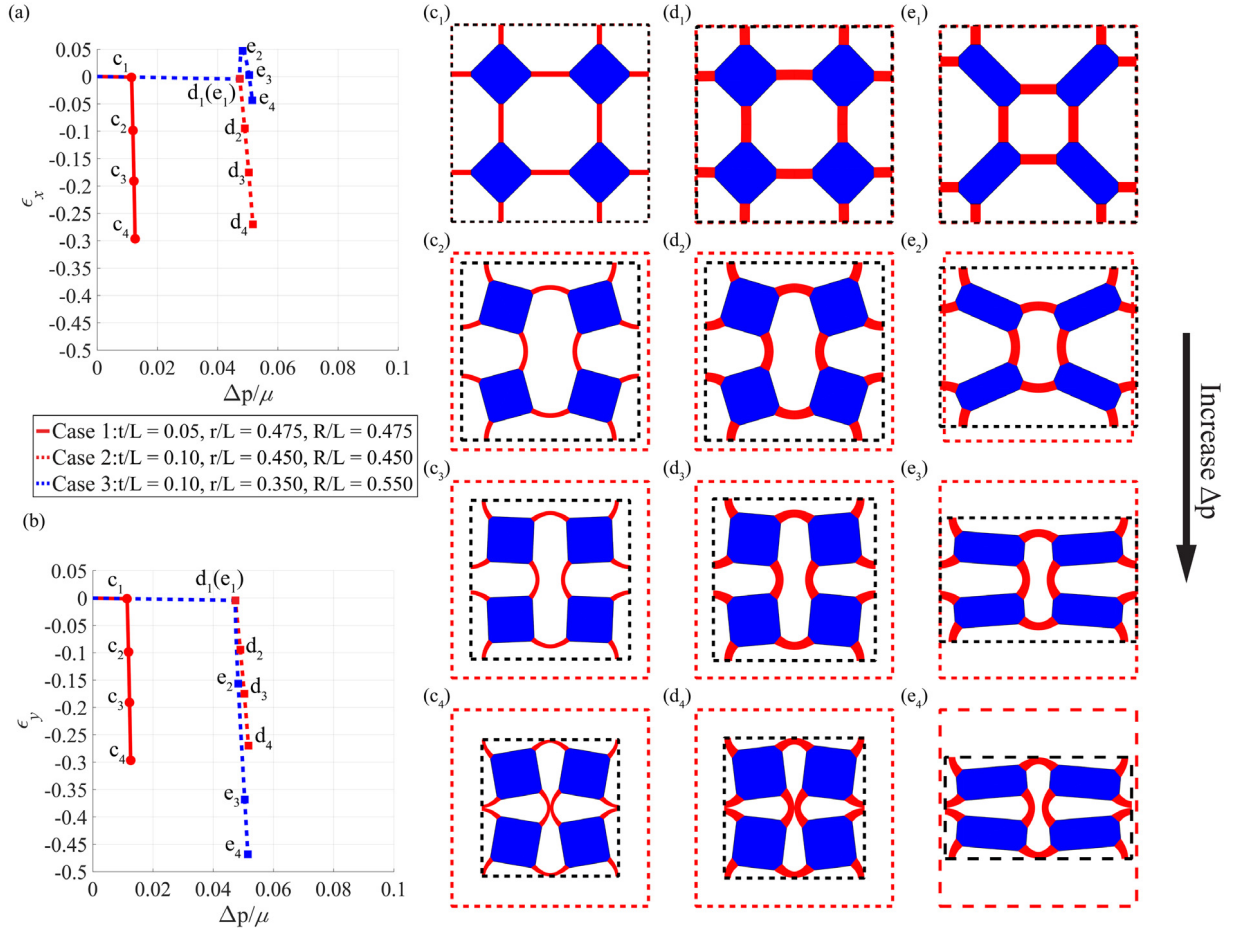 (a)
0.05
0
-0.05
-0.1
-0.15
-0.2
-0.25
-0.3
-0.35
-0.4
-0.45
-0.5
ϵx
0 0.02 0.04 0.06 0.08 0.1
Δp/μ
c1
c2
c3
c4
d1(e1)
d2
d3
d4
e2
e3
e4
Case 1:t/L = 0.05, r/L = 0.475, R/L = 0.475
Case 2:t/L = 0.10, r/L = 0.450, R/L = 0.450
Case 3:t/L = 0.10, r/L = 0.350, R/L = 0.550
(b)
0.05
0
-0.05
-0.1
-0.15
-0.2
-0.25
-0.3
-0.35
-0.4
-0.45
-0.5
ϵy
0 0.02 0.04 0.06 0.08 0.1
Δp/μ
c1
c2
c3
c4
d1(e1)
d2
d3
d4
e2
e3
e4
(c1) (d1) (e1)
(c2) (d2) (e2)
(c3) (d3) (e3)
(c4) (d4) (e4)
Increase Δp